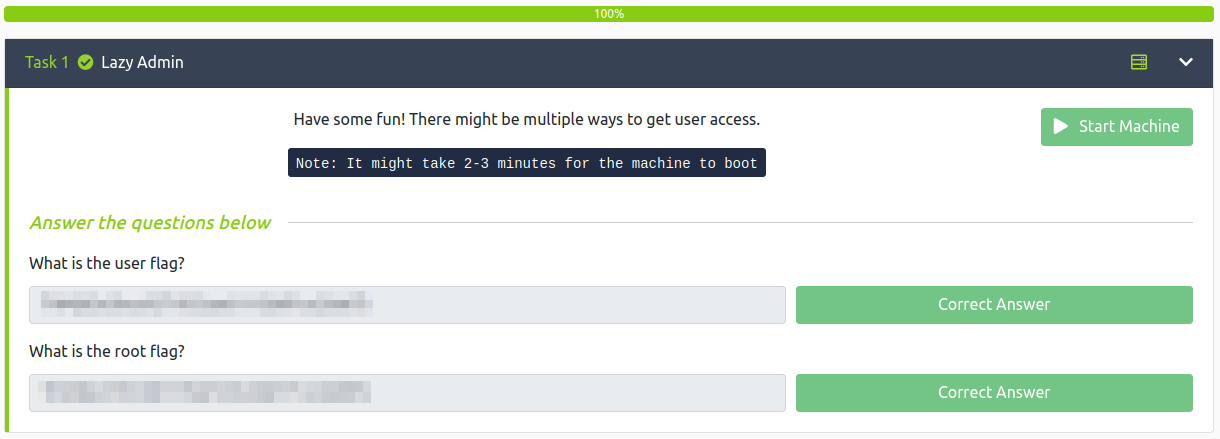 100%
Task 1 Lazy Admin
Have some fun! There might be multiple ways to get user access.
Start Machine
Note: It might take 2-3 minutes for the machine to boot
Answer the questions below
What is the user flag?
Correct Answer
What is the root flag?
Correct Answer